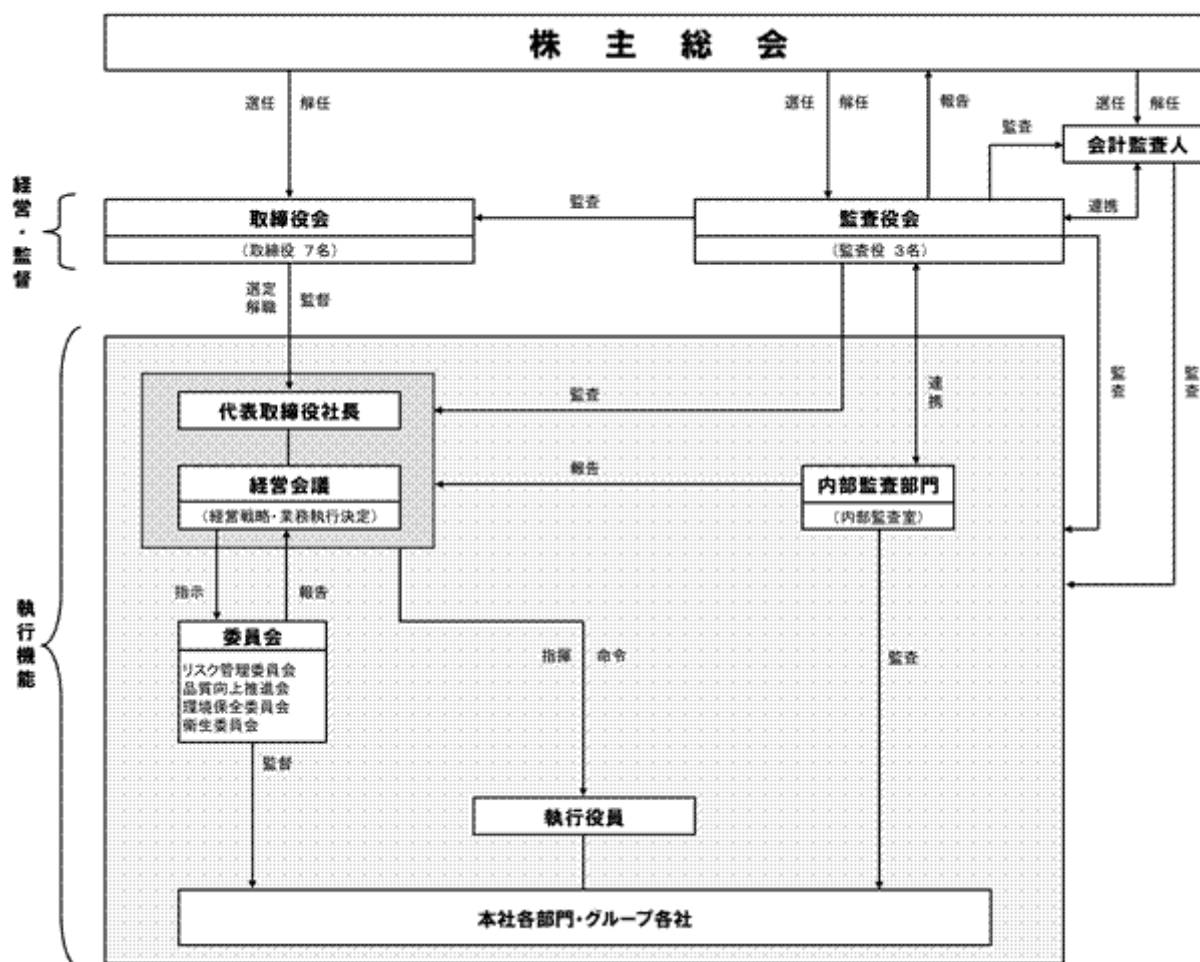 株 主 総 会
選任 解任
選任 解任
報告
選任 解任
監査
会計監査人
経営・監督
取締役会
(取締役 7名)
監査
監査役会
(監査役 3名)
連携
選定
解職
監督
代表取締役社長
監査
連携
監査
監査
経営会議
(経営戦略・業務執行決定)
報告
内部監査部門
(内部監査室)
執行機能
指示
報告
委員会
リスク管理委員会
品質向上推進会
環境保全委員会
衛生委員会
指揮 命令
監査
監督
執行役員
本社各部門・グループ各社